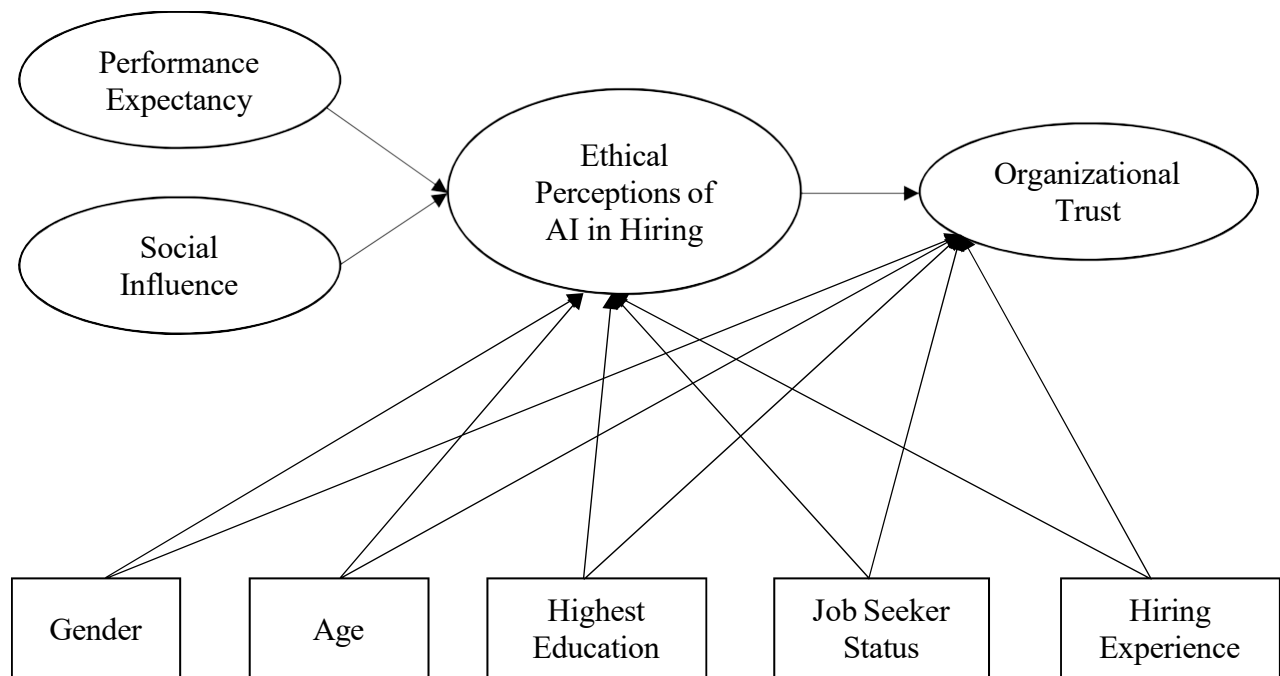 Performance
Expectancy
Ethical
Perceptions of
AI in Hiring
Organizational
Trust
Social
Influence
Gender
Age
Highest
Education
Job Seeker
Status
Hiring
Experience